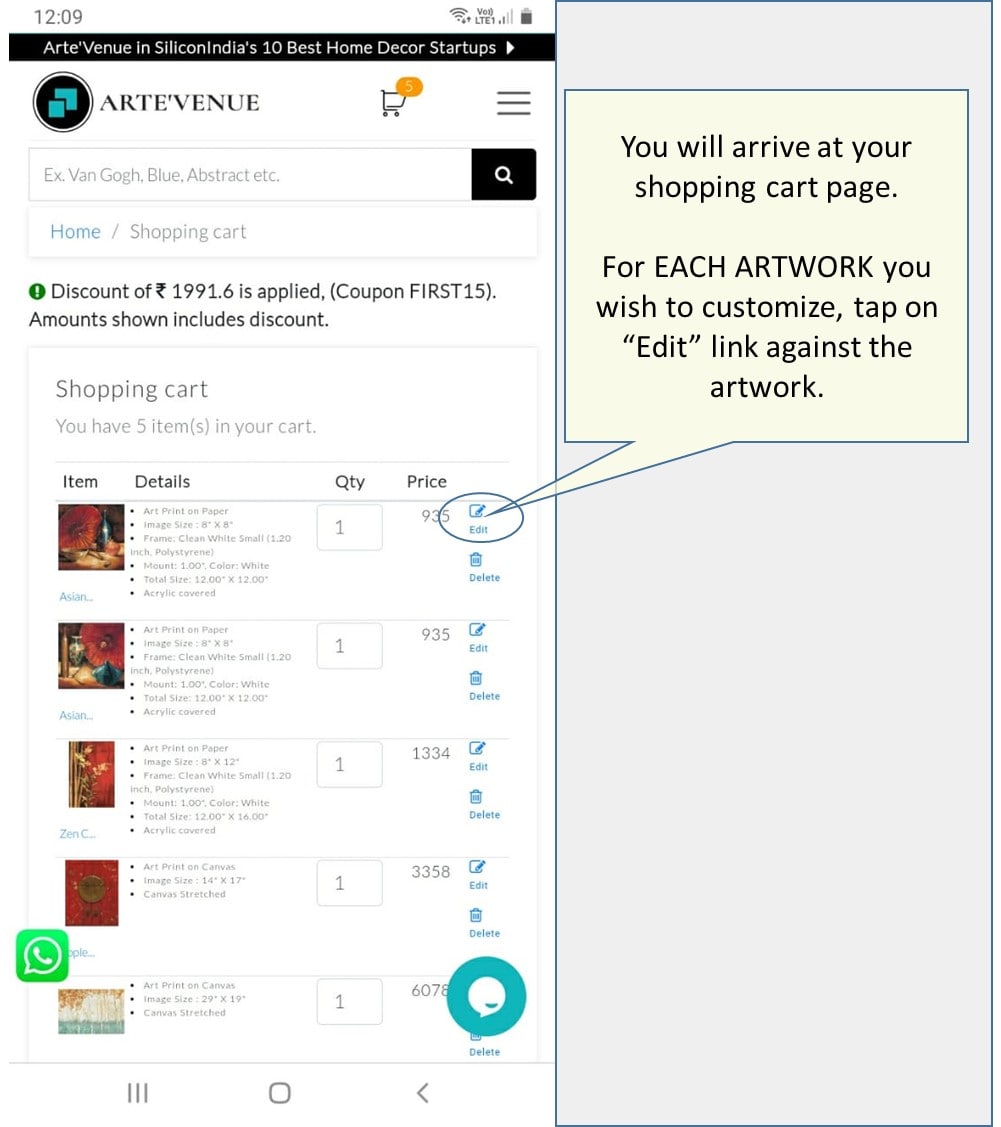 12:09
Vo)) LTE1
Arte'Venue in SiliconIndia's 10 Best Home Decor Startups
ARTE'VENUE
5
Ex. Van Gogh, Blue, Abstract etc.
Home / Shopping cart
Discount of ₹ 1991.6 is applied, (Coupon FIRST15).
Amounts shown includes discount.
Shopping cart
You have 5 item(s) in your cart.
Item Details Qty Price
• Art Print on Paper
• Image Size : 8" X 8"
• Frame: Clean White Small (1.20
inch, Polystyrene)
• Mount: 1.00", Color: White
• Total Size: 12.00" X 12.00"
• Acrylic covered
Asian...
1
935
Edit
Delete
• Art Print on Paper
• Image Size : 8" X 8"
• Frame: Clean White Small (1.20
inch, Polystyrene)
• Mount: 1.00", Color: White
• Total Size: 12.00" X 12.00"
• Acrylic covered
Asian...
1
935
Edit
Delete
• Art Print on Paper
• Image Size : 8" X 12"
• Frame: Clean White Small (1.20
inch, Polystyrene)
• Mount: 1.00", Color: White
• Total Size: 12.00" X 16.00"
• Acrylic covered
Zen C...
1
1334
Edit
Delete
• Art Print on Canvas
• Image Size : 14" X 17"
• Canvas Stretched
ople...
1
3358
Edit
Delete
• Art Print on Canvas
• Image Size : 29" X 19"
• Canvas Stretched
1
6078
Delete
You will arrive at your
shopping cart page.
For EACH ARTWORK you
wish to customize, tap on
“Edit” link against the
artwork.